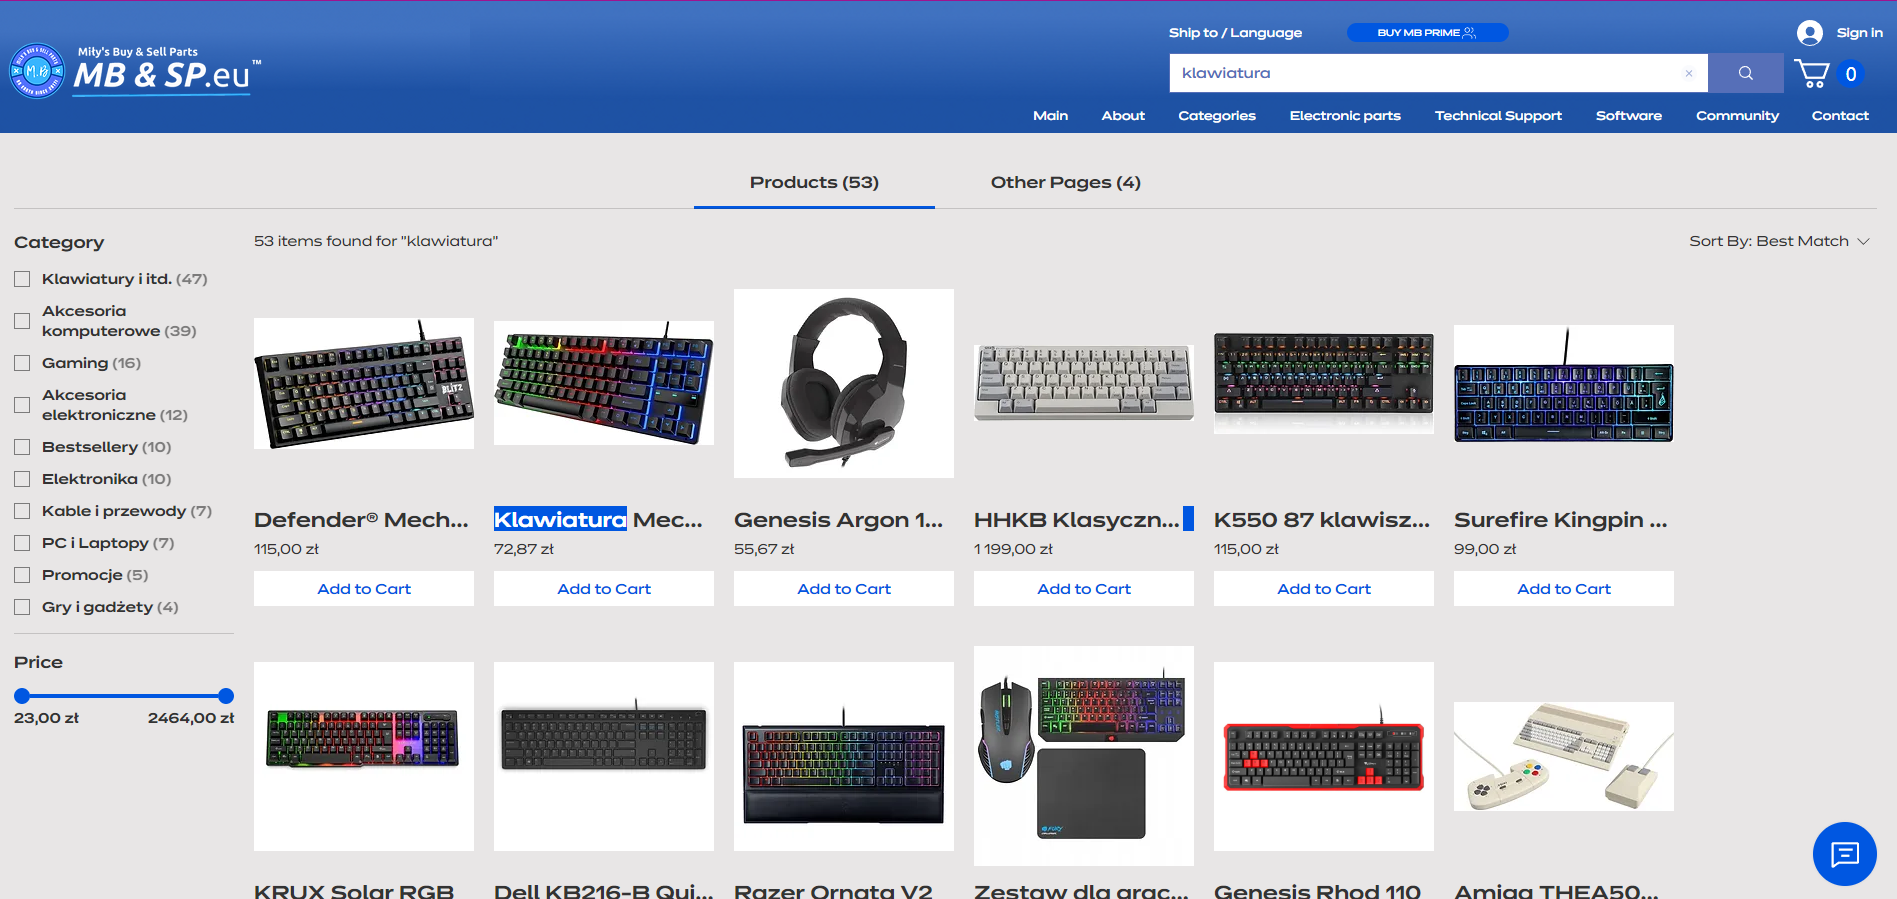 Miły's Buy & Sell Parts
MB & SP.eu™
Ship to / Language
BUY MB PRIME
Sign in
klawiatura
0
Main
About
Categories
Electronic parts
Technical Support
Software
Community
Contact
Products (53)
Other Pages (4)
Category
Klawiatury i itd. (47)
Akcesoria
komputerowe (39)
Gaming (16)
Akcesoria
elektroniczne (12)
Bestsellery (10)
Elektronika (10)
Kable i przewody (7)
PC i Laptopy (7)
Promocje (5)
Gry i gadżety (4)
Price
23,00 zł
2464,00 zł
53 items found for "klawiatura"
Sort By: Best Match
BLITZ
Defender® Mech...
115,00 zł
Add to Cart
Klawiatura Mec...
72,87 zł
Add to Cart
Genesis Argon 1...
55,67 zł
Add to Cart
HHKB Klasyczn...
1 199,00 zł
Add to Cart
K550 87 klawisz...
115,00 zł
Add to Cart
Surefire Kingpin ...
99,00 zł
Add to Cart
KRUX Solar RGB
Dell KB216-B Qui...
Razer Ornata V2
Zestaw dla grac...
Genesis Rhod 110
Amiga THEA50...